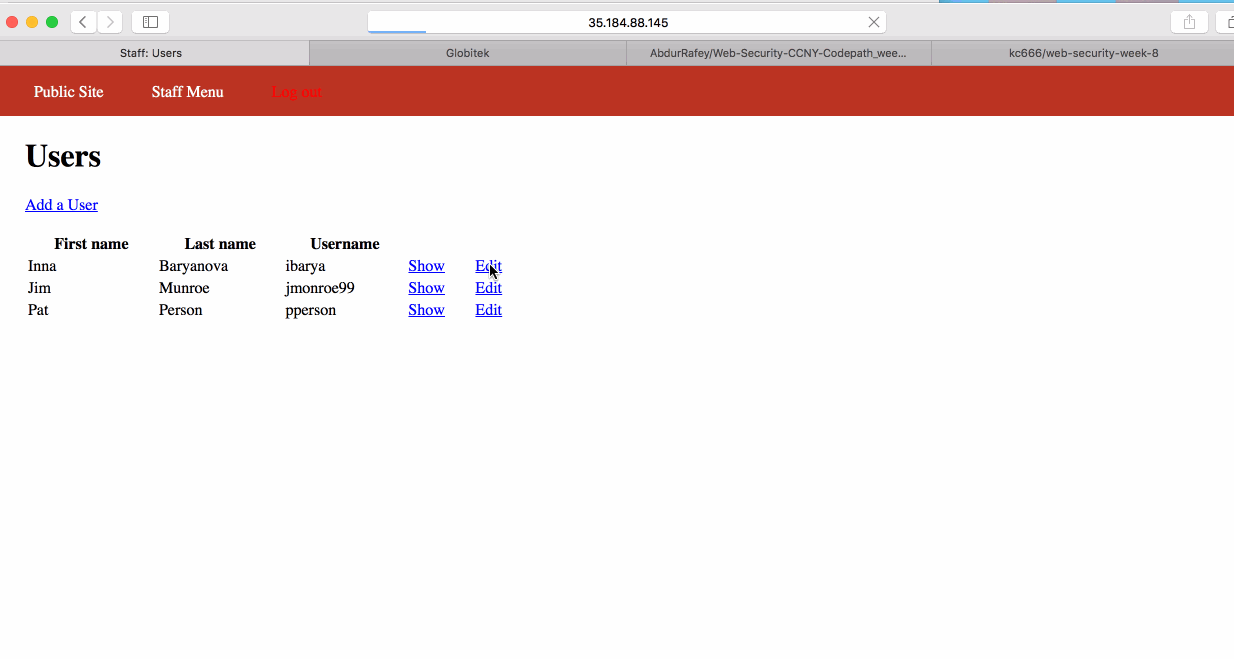 35.184.88.145
Staff: Users Globitek AbdurRafey/Web-Security-CCNY-Codepath_wee... kc666/web-security-week-8
Public Site Staff Menu Log out
Users
Add a User
First name Last name Username
Inna Baryanova ibarya Show Edit
Jim Munroe jmonroe99 Show Edit
Pat Person pperson Show Edit